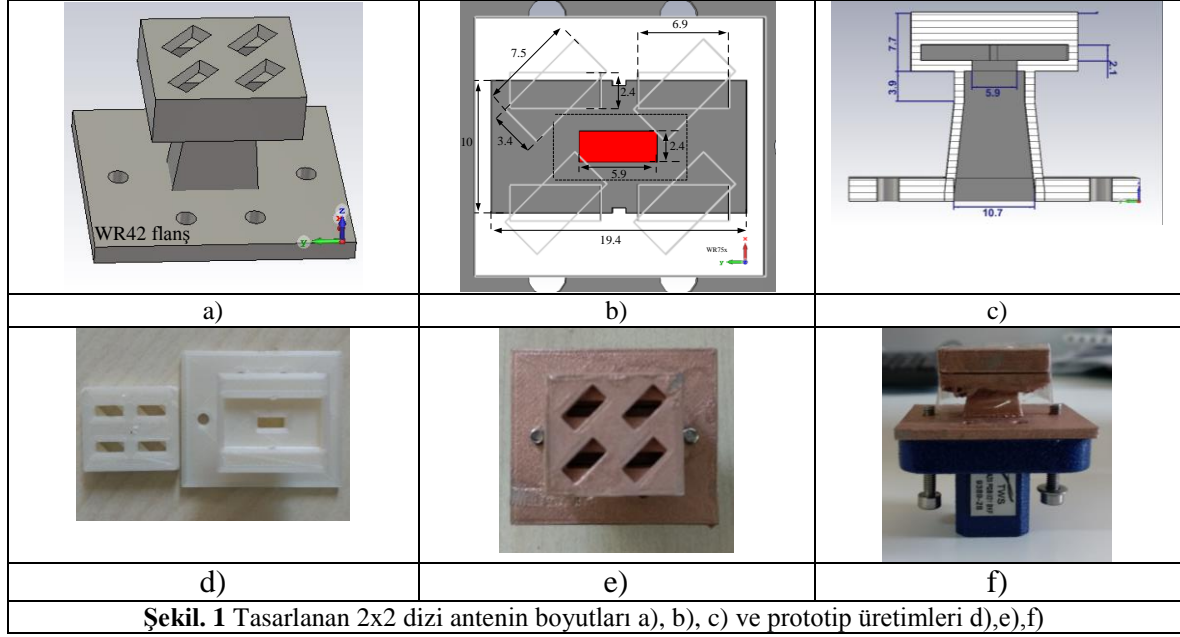 WR42 flanş
z
x
y
a)
7.5
6.9
2.4
10
3.4
2.4
5.9
19.4
WR75x
x
y
b)
7.7
2.1
3.9
5.9
10.7
c)
d)
e)
TWS
f)
Şekil. 1 Tasarlanan 2x2 dizi antenin boyutları a), b), c) ve prototip üretimleri d),e),f)